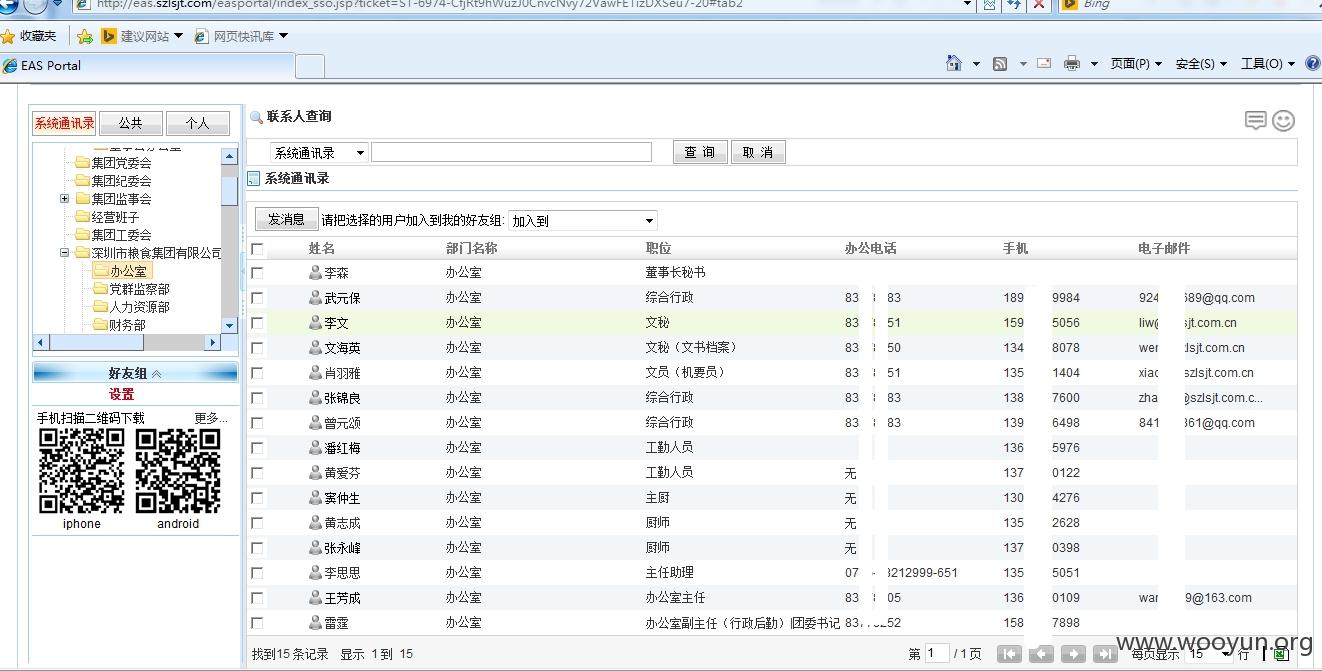 http://eas.szlsjt.com/easportal/index_sso.jsp?ticket=ST-6974-CfjRt9hWuzJ0CnvcNvy72VawFETizDXSeu7-20#tab2
Bing
收藏夹 建议网站 网页快讯库
EAS Portal 页面(P) 安全(S) 工具(O)
系统通讯录 公共 个人
集团党委会
集团纪委会
集团监事会
经营班子
集团工委会
深圳市粮食集团有限公司
办公室
党群监察部
人力资源部
财务部
好友组
设置
手机扫描二维码下载 更多...
iphone android
联系人查询
系统通讯录 查 询 取 消
系统通讯录
发消息 请把选择的用户加入到我的好友组: 加入到
姓名 部门名称 职位 办公电话 手机 电子邮件
李淼 办公室 董事长秘书
武元保 办公室 综合行政 83 83 189 9984 924 689@qq.com
李文 办公室 文秘 83 51 159 5056 liw@ sjt.com.cn
文海英 办公室 文秘（文书档案） 83 50 134 8078 wer zlsjt.com.cn
肖羽雅 办公室 文员（机要员） 83 51 135 1404 xiao szlsjt.com.cn
张锦良 办公室 综合行政 83 83 138 7600 zha @szlsjt.com.c...
曾元颂 办公室 综合行政 83 83 139 6498 841 361@qq.com
潘红梅 办公室 工勤人员 136 5976
黄爱芬 办公室 工勤人员 无 137 0122
窦仲生 办公室 主厨 无 130 4276
黄志成 办公室 厨师 无 135 2628
张永峰 办公室 厨师 无 137 0398
李思思 办公室 主任助理 07 - 3212999-651 135 5051
王芳成 办公室 办公室主任 83 05 136 0109 war 9@163.com
雷霆 办公室 办公室副主任（行政后勤）|团委书记 83 252 158 7898
找到15 条记录 显示 1 到 15 第 1 / 1 页 每页显示 15 行
www.wooyun.org